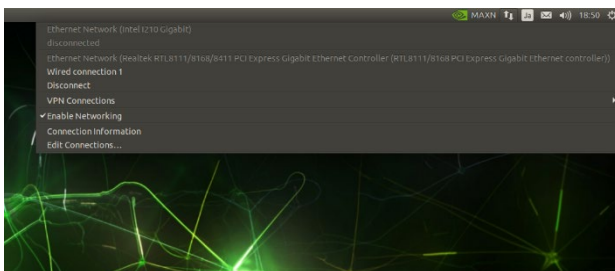 MAXN Ja 18:50
Ethernet Network (Intel I210 Gigabit)
disconnected
Ethernet Network (Realtek RTL8111/8168/8411 PCI Express Gigabit Ethernet Controller (RTL8111/8168 PCI Express Gigabit Ethernet controller))
Wired connection 1
Disconnect
VPN Connections
Enable Networking
Connection Information
Edit Connections...